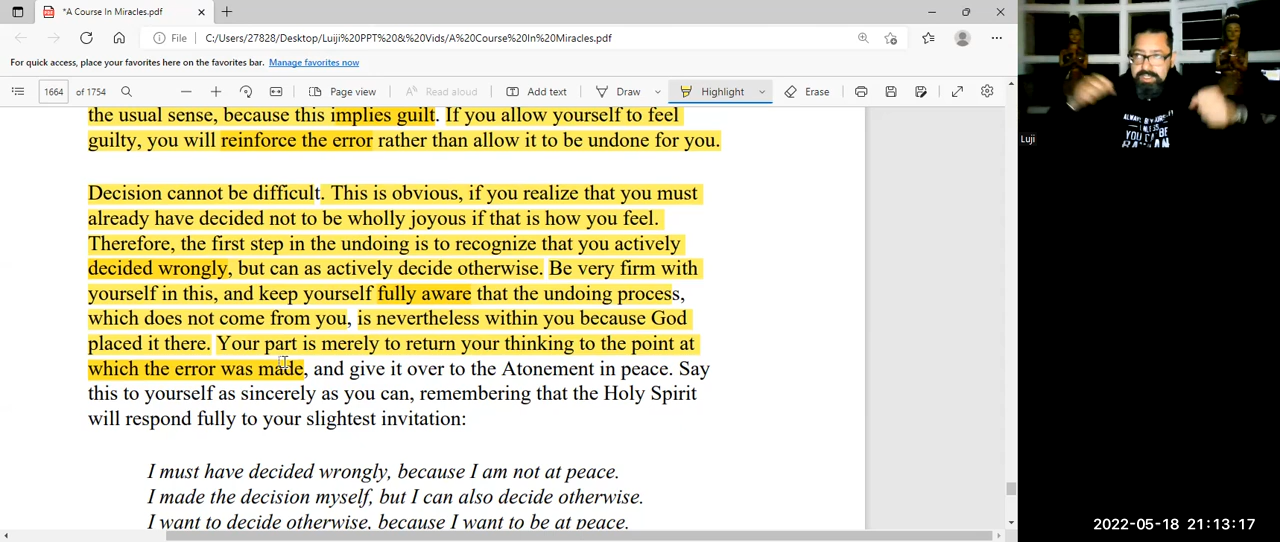 *A Course In Miracles.pdf
File C:/Users/27828/Desktop/Luiji%20PPT%20&%20Vids/A%20Course%20In%20Miracles.pdf
For quick access, place your favorites here on the favorites bar. Manage favorites now
1664 of 1754 Page view Read aloud Add text Draw Highlight Erase
the usual sense, because this implies guilt. If you allow yourself to feel
guilty, you will reinforce the error rather than allow it to be undone for you.
Decision cannot be difficult. This is obvious, if you realize that you must
already have decided not to be wholly joyous if that is how you feel.
Therefore, the first step in the undoing is to recognize that you actively
decided wrongly, but can as actively decide otherwise. Be very firm with
yourself in this, and keep yourself fully aware that the undoing process,
which does not come from you, is nevertheless within you because God
placed it there. Your part is merely to return your thinking to the point at
which the error was made, and give it over to the Atonement in peace. Say
this to yourself as sincerely as you can, remembering that the Holy Spirit
will respond fully to your slightest invitation:
I must have decided wrongly, because I am not at peace.
I made the decision myself, but I can also decide otherwise.
I want to decide otherwise, because I want to be at peace.
Luji
ALWAYS
YOU CAN BE
2022-05-18 21:13:17